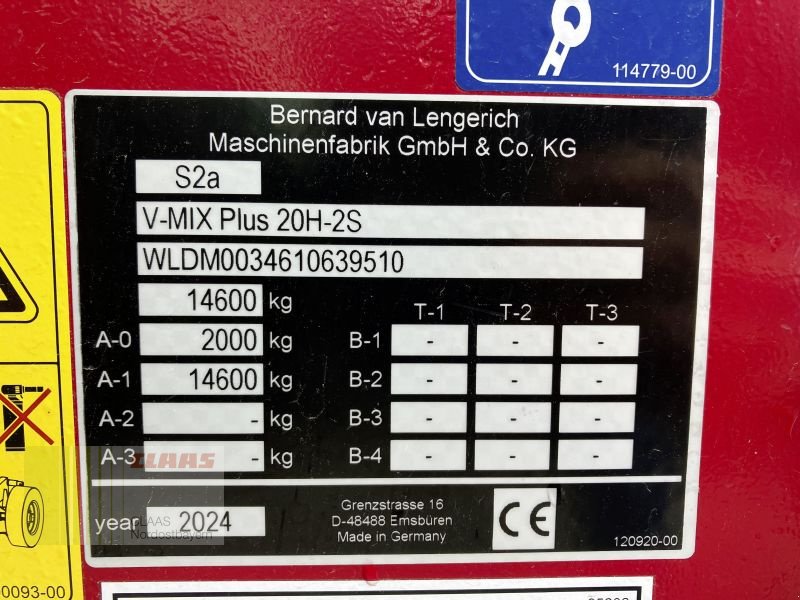 114779-00
Bernard van Lengerich
Maschinenfabrik GmbH & Co. KG
S2a
V-MIX Plus 20H-2S
WLDM0034610639510
14600 kg
T-1 T-2 T-3
A-0 2000 kg B-1 - - -
A-1 14600 kg B-2 - - -
A-2 - kg B-3 - - -
A-3 - kg B-4 - - -
CLAAS
year 2024
CLAAS
Nordostbayern
Grenzstrasse 16
D-48488 Emsbüren
Made in Germany
CE
120920-00
0093-00